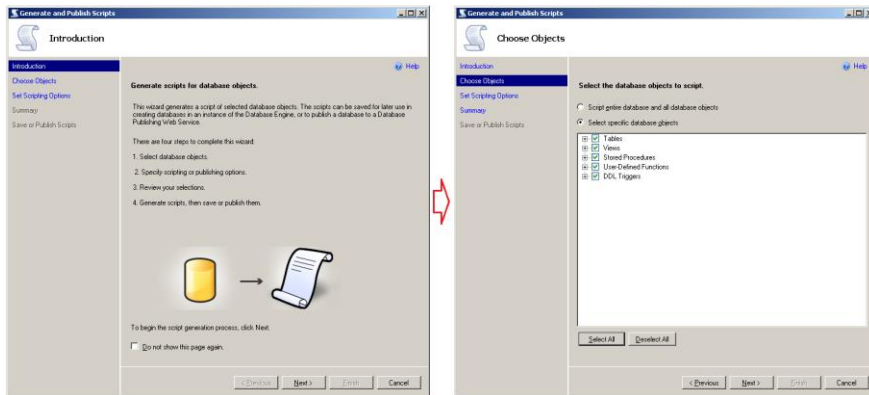 Generate and Publish Scripts
Introduction
Help
Introduction
Choose Objects
Set Scripting Options
Summary
Save or Publish Scripts
Generate scripts for database objects.
This wizard generates a script of selected database objects. The scripts can be saved for later use in
creating databases in an instance of the Database Engine, or to publish a database to a Database
Publishing Web Service.
There are four steps to complete this wizard:
1. Select database objects.
2. Specify scripting or publishing options.
3. Review your selections.
4. Generate scripts, then save or publish them.
To begin the script generation process, click Next.
Do not show this page again.
< Previous
Next >
Finish
Cancel
Generate and Publish Scripts
Choose Objects
Help
Introduction
Choose Objects
Set Scripting Options
Summary
Save or Publish Scripts
Select the database objects to script.
Script entire database and all database objects
Select specific database objects
Tables
Views
Stored Procedures
User-Defined Functions
DDL Triggers
Select All
Deselect All
< Previous
Next >
Finish
Cancel